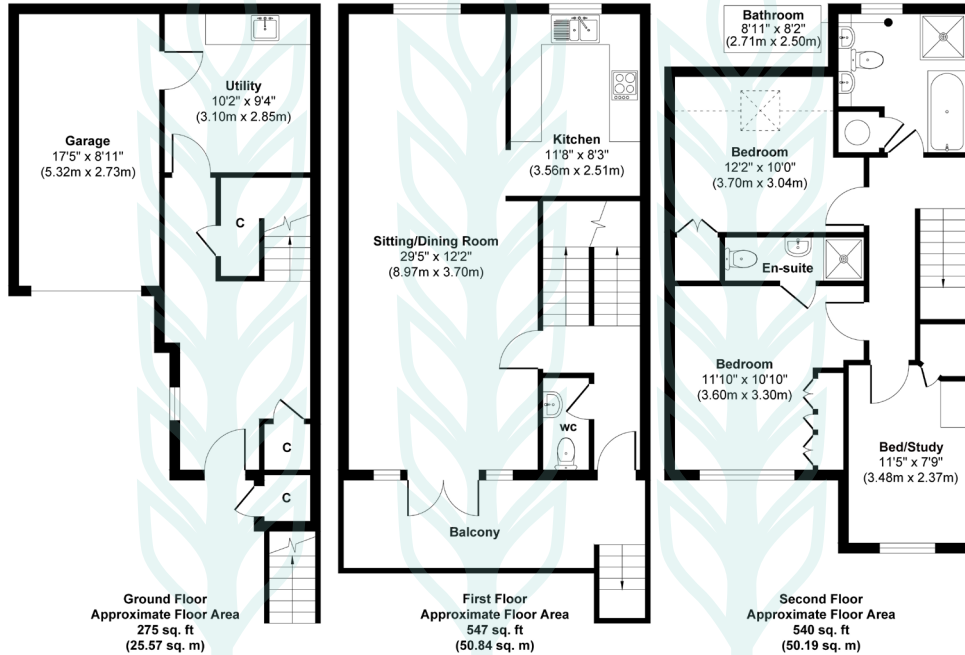 Garage
17'5" x 8'11"
(5.32m x 2.73m)
Utility
10'2" x 9'4"
(3.10m x 2.85m)
C
C
C
Ground Floor
Approximate Floor Area
275 sq. ft
(25.57 sq. m)
Kitchen
11'8" x 8'3"
(3.56m x 2.51m)
Sitting/Dining Room
29'5" x 12'2"
(8.97m x 3.70m)
wc
Balcony
First Floor
Approximate Floor Area
547 sq. ft
(50.84 sq. m)
Bathroom
8'11" x 8'2"
(2.71m x 2.50m)
Bedroom
12'2" x 10'0"
(3.70m x 3.04m)
En-suite
Bedroom
11'10" x 10'10"
(3.60m x 3.30m)
Bed/Study
11'5" x 7'9"
(3.48m x 2.37m)
Second Floor
Approximate Floor Area
540 sq. ft
(50.19 sq. m)